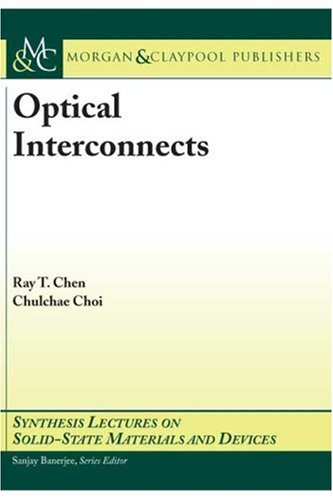 M
&C
MORGAN & CLAYPOOL PUBLISHERS
Optical
Interconnects
Ray T. Chen
Chulchae Choi
SYNTHESIS LECTURES ON
SOLID-STATE MATERIALS AND DEVICES
Sanjay Banerjee, Series Editor